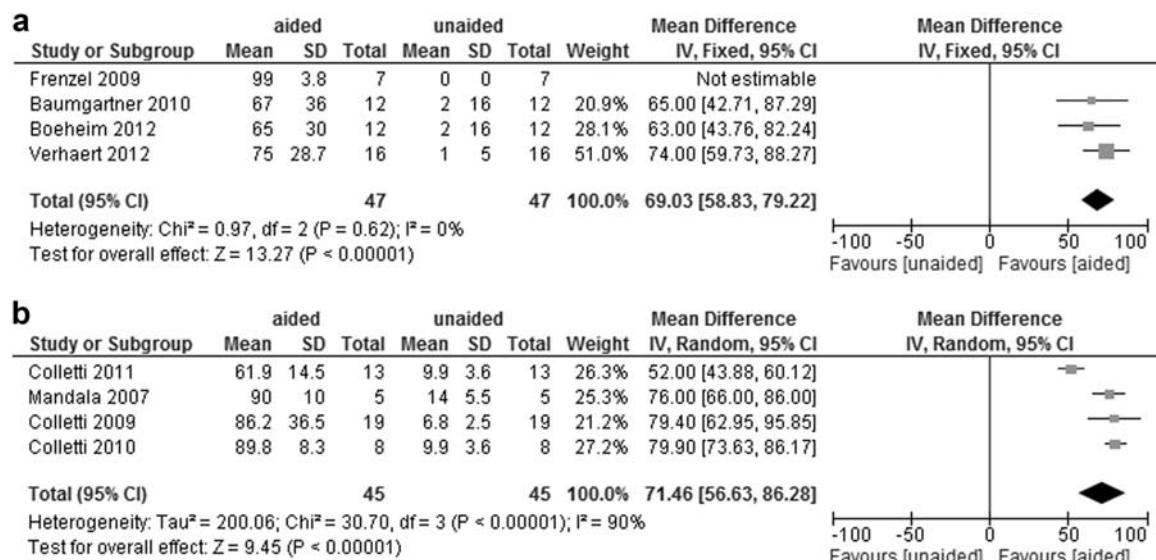 a
aided unaided Mean Difference Mean Difference
Study or Subgroup Mean SD Total Mean SD Total Weight IV, Fixed, 95% CI IV, Fixed, 95% CI
Frenzel 2009 99 3.8 7 0 0 7 Not estimable
Baumgartner 2010 67 36 12 2 16 12 20.9% 65.00 [42.71, 87.29]
Boeheim 2012 65 30 12 2 16 12 28.1% 63.00 [43.76, 82.24]
Verhaert 2012 75 28.7 16 1 5 16 51.0% 74.00 [59.73, 88.27]
Total (95% CI) 47 47 100.0% 69.03 [58.83, 79.22]
Heterogeneity: Chi² = 0.97, df = 2 (P = 0.62); I² = 0%
Test for overall effect: Z = 13.27 (P < 0.00001)
-100 -50 0 50 100
Favours [unaided] Favours [aided]
b
aided unaided Mean Difference Mean Difference
Study or Subgroup Mean SD Total Mean SD Total Weight IV, Random, 95% CI IV, Random, 95% CI
Colletti 2011 61.9 14.5 13 9.9 3.6 13 26.3% 52.00 [43.88, 60.12]
Mandala 2007 90 10 5 14 5.5 5 25.3% 76.00 [66.00, 86.00]
Colletti 2009 86.2 36.5 19 6.8 2.5 19 21.2% 79.40 [62.95, 95.85]
Colletti 2010 89.8 8.3 8 9.9 3.6 8 27.2% 79.90 [73.63, 86.17]
Total (95% CI) 45 45 100.0% 71.46 [56.63, 86.28]
Heterogeneity: Tau² = 200.06; Chi² = 30.70, df = 3 (P < 0.00001); I² = 90%
Test for overall effect: Z = 9.45 (P < 0.00001)
-100 -50 0 50 100
Favours [unaided] Favours [aided]